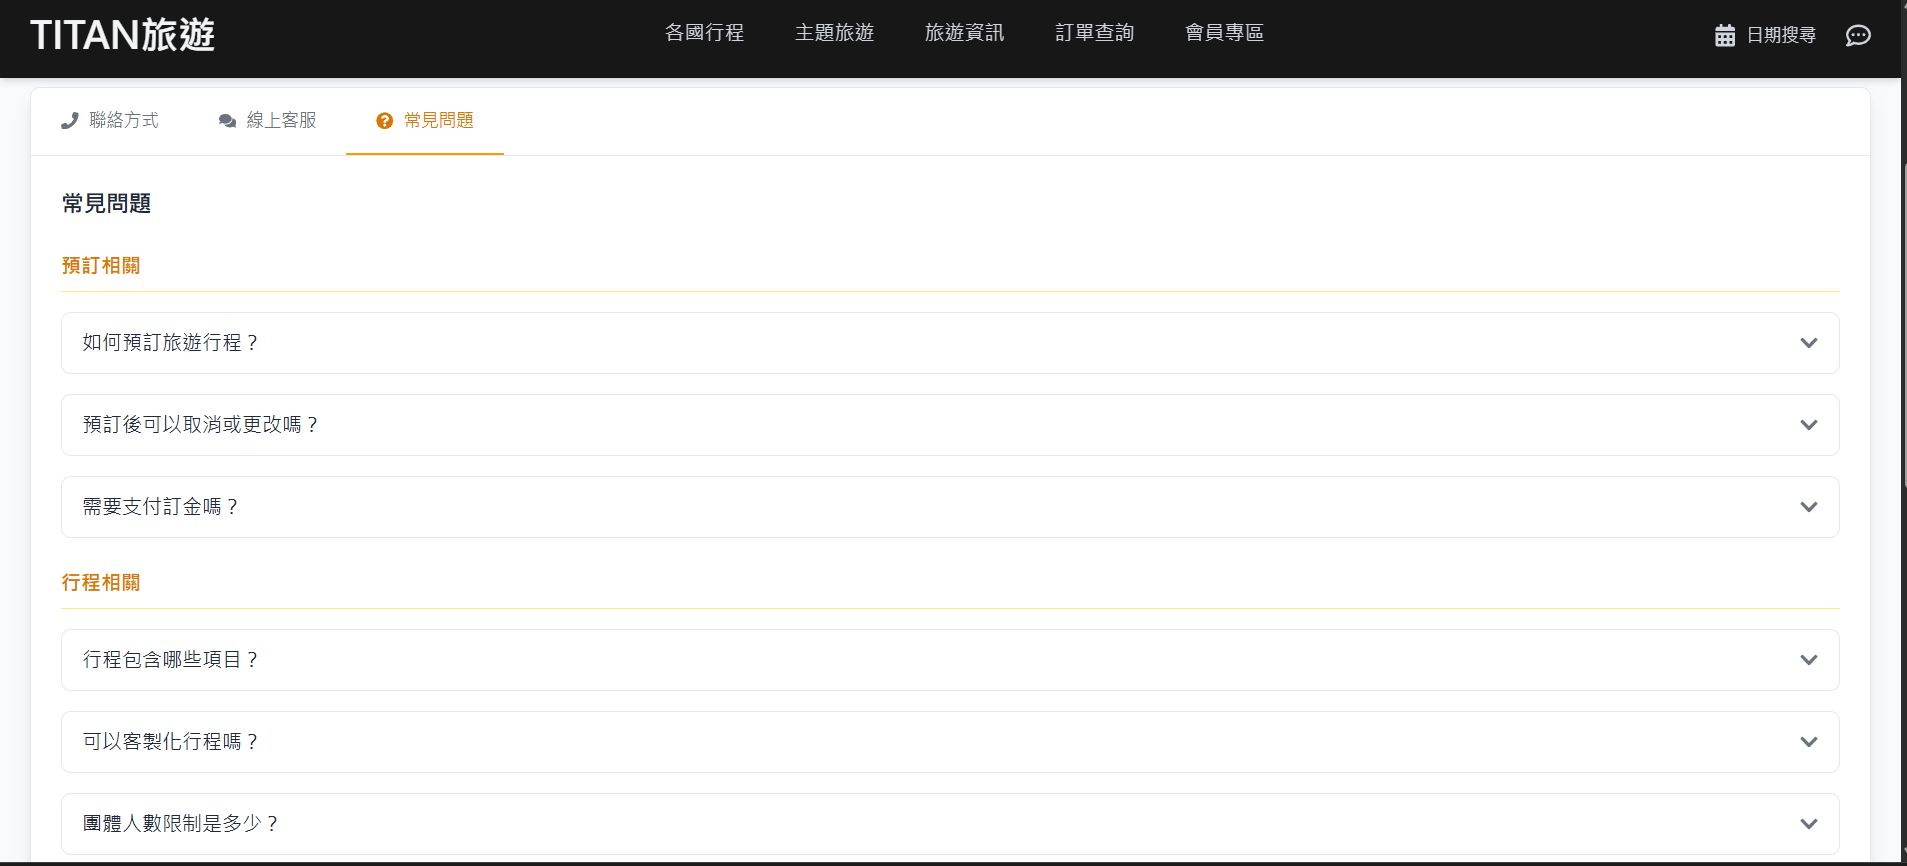 TITAN旅遊
各國行程
主題旅遊
旅遊資訊
訂單查詢
會員專區
日期搜尋
聯絡方式
線上客服
常見問題
常見問題
預訂相關
如何預訂旅遊行程？
預訂後可以取消或更改嗎？
需要支付訂金嗎？
行程相關
行程包含哪些項目？
可以客製化行程嗎？
團體人數限制是多少？